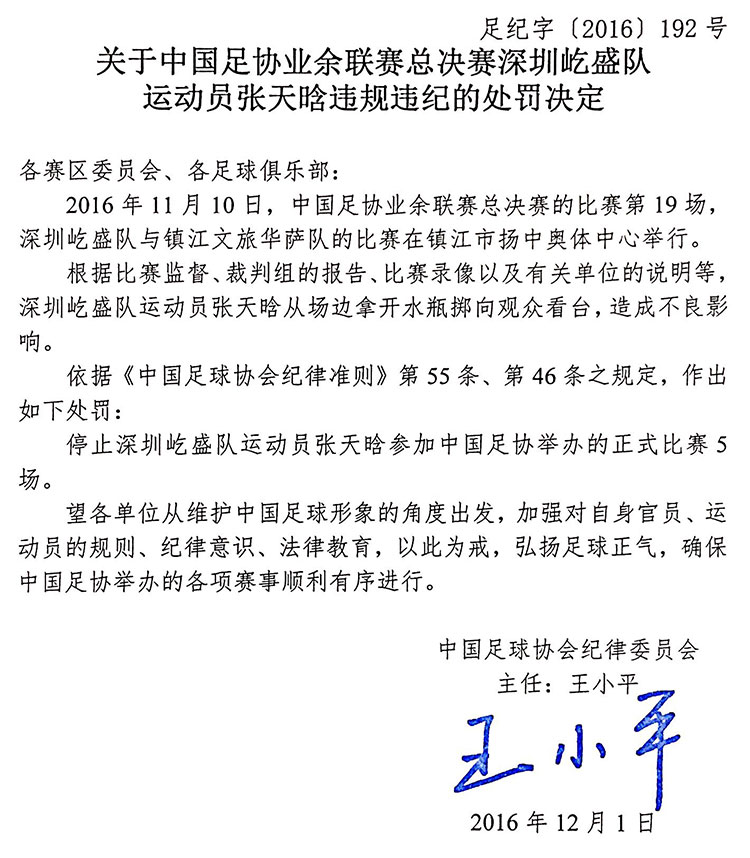 足纪字〔2016〕192 号
关于中国足协业余联赛总决赛深圳屹盛队
运动员张天晗违规违纪的处罚决定
各赛区委员会、各足球俱乐部：
2016 年 11 月 10 日，中国足协业余联赛总决赛的比赛第 19 场，
深圳屹盛队与镇江文旅华萨队的比赛在镇江市扬中奥体中心举行。
根据比赛监督、裁判组的报告、比赛录像以及有关单位的说明等，
深圳屹盛队运动员张天晗从场边拿开水瓶掷向观众看台，造成不良影
响。
依据《中国足球协会纪律准则》第 55 条、第 46 条之规定，作出
如下处罚：
停止深圳屹盛队运动员张天晗参加中国足协举办的正式比赛 5
场。
望各单位从维护中国足球形象的角度出发，加强对自身官员、运
动员的规则、纪律意识、法律教育，以此为戒，弘扬足球正气，确保
中国足协举办的各项赛事顺利有序进行。
中国足球协会纪律委员会
主任：王小平
王小平
2016 年 12 月 1 日